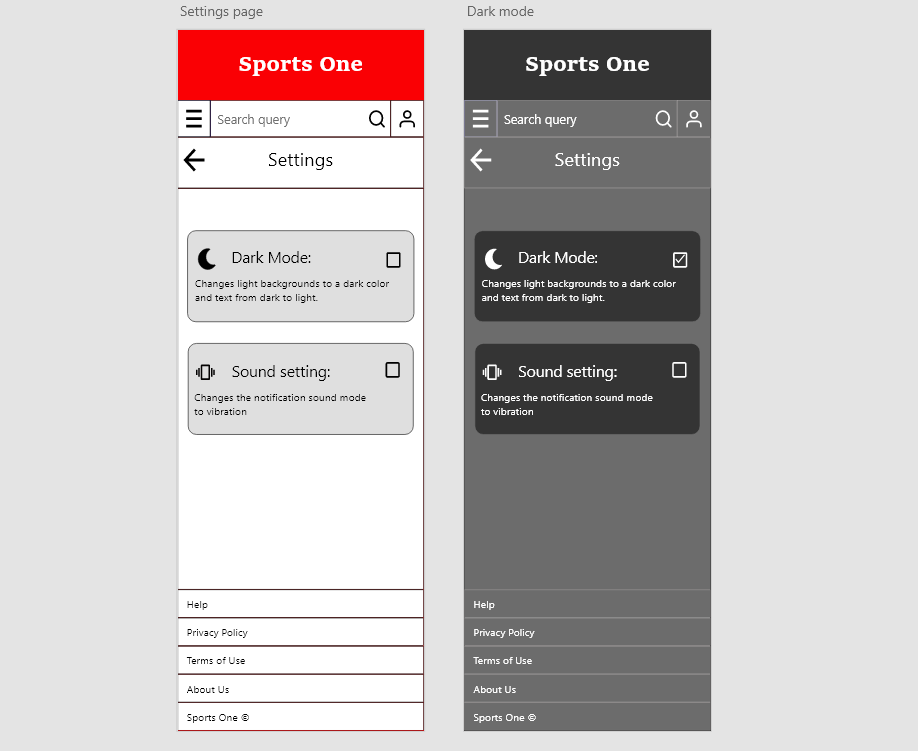 Settings page
Sports One
Search query
Settings
Dark Mode:
Changes light backgrounds to a dark color
and text from dark to light.
Sound setting:
Changes the notification sound mode
to vibration
Help
Privacy Policy
Terms of Use
About Us
Sports One ©
Dark mode
Sports One
Search query
Settings
Dark Mode:
Changes light backgrounds to a dark color
and text from dark to light.
Sound setting:
Changes the notification sound mode
to vibration
Help
Privacy Policy
Terms of Use
About Us
Sports One ©